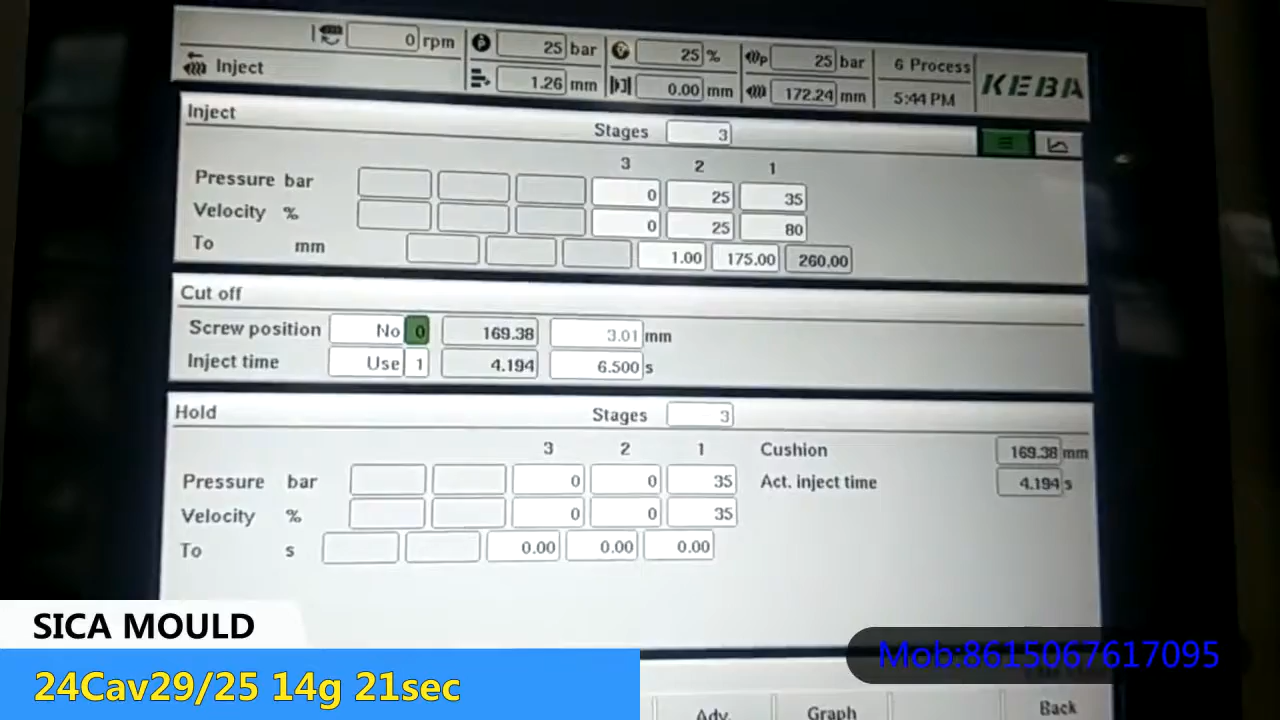 0 rpm 25 bar 25 % 25 bar 6 Process KEBA
Inject 1.26 mm 0.00 mm 172.24 mm 5:44 PM
Inject
Stages 3
3 2 1
Pressure bar 0 25 35
Velocity % 0 25 80
To mm 1.00 175.00 260.00
Cut off
Screw position No 0 169.38 3.01 mm
Inject time Use 1 4.194 6.500 s
Hold Stages 3
3 2 1 Cushion 169.38 mm
Pressure bar 0 0 35 Act. inject time 4.194 s
Velocity % 0 0 35
To s 0.00 0.00 0.00
SICA MOULD
Mob:8615067617095
24Cav29/25 14g 21sec
Adv. Graph Back